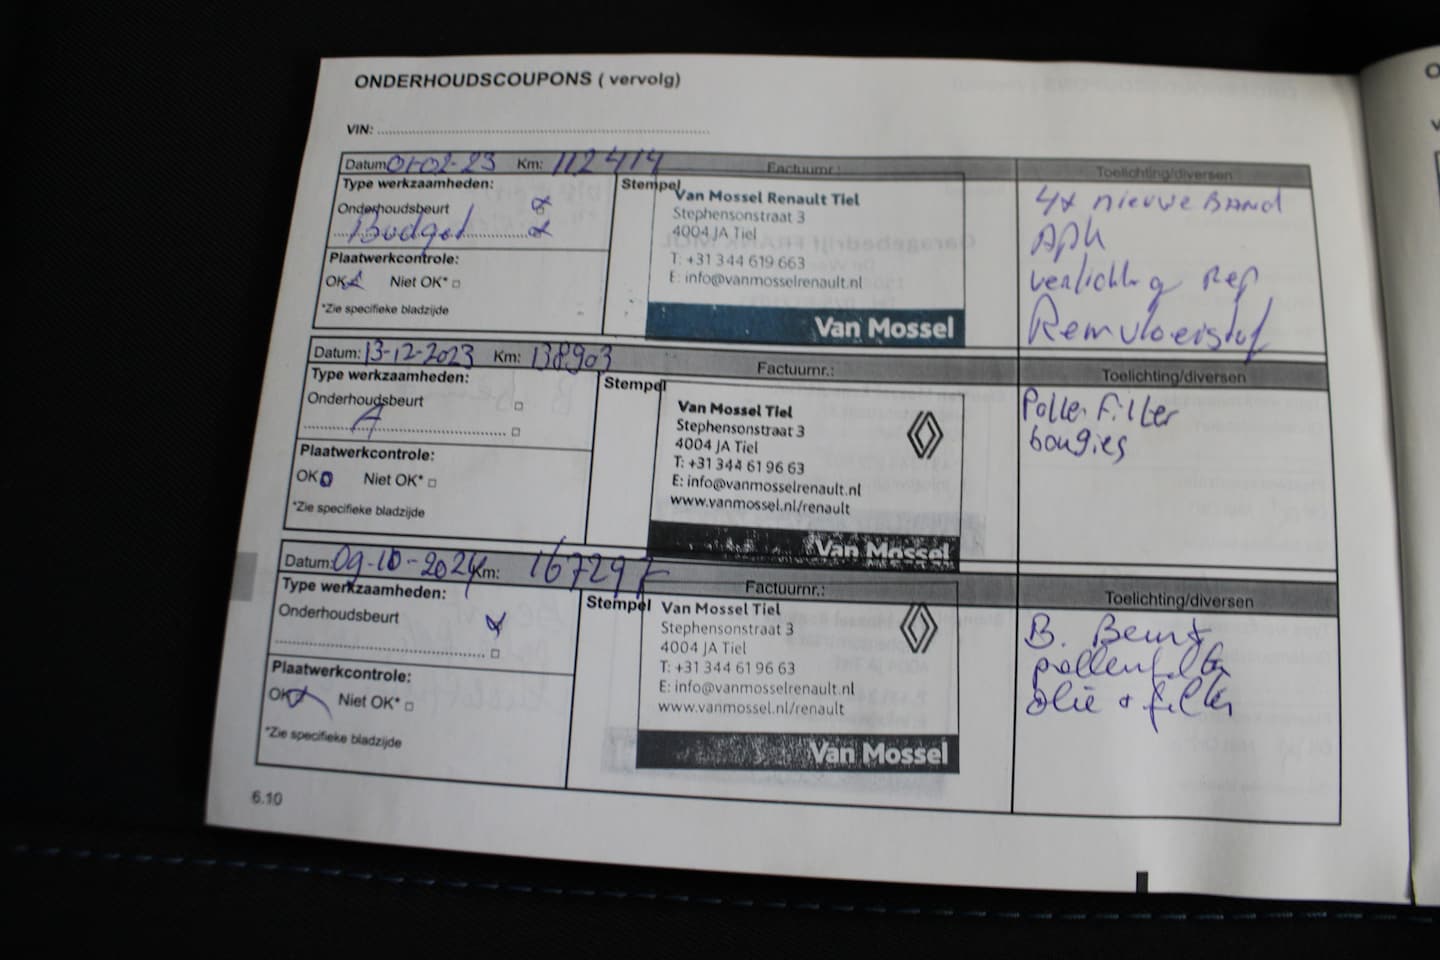 ONDERHOUDSCOUPONS ( vervolg)
VIN:
Datum 01-02-23 Km: 112414 Factuurnr.: Toelichting/diversen
Type werkzaamheden:
Onderhoudsbeurt
Budget
Plaatwerkcontrole:
OK Niet OK*
*Zie specifieke bladzijde
Stempel
Van Mossel Renault Tiel
Stephensonstraat 3
4004 JA Tiel
T: +31 344 619 663
E: info@vanmosselrenault.nl
Van Mossel
4x nieuwe BAND
APK
verlichting Rep
Remvloeistof
Datum: 13-12-2023 Km: 138903 Factuurnr.: Toelichting/diversen
Type werkzaamheden:
Onderhoudsbeurt
A
Plaatwerkcontrole:
OK Niet OK*
*Zie specifieke bladzijde
Stempel
Van Mossel Tiel
Stephensonstraat 3
4004 JA Tiel
T: +31 344 61 96 63
E: info@vanmosselrenault.nl
www.vanmossel.nl/renault
Van Mossel
Pollen Filter
bougies
Datum: 09-10-2024 Km: 167297 Factuurnr.: Toelichting/diversen
Type werkzaamheden:
Onderhoudsbeurt
Plaatwerkcontrole:
OK Niet OK*
*Zie specifieke bladzijde
Stempel
Van Mossel Tiel
Stephensonstraat 3
4004 JA Tiel
T: +31 344 61 96 63
E: info@vanmosselrenault.nl
www.vanmossel.nl/renault
Van Mossel
B. Beurt
pollenfilter
olie + filter
6.10